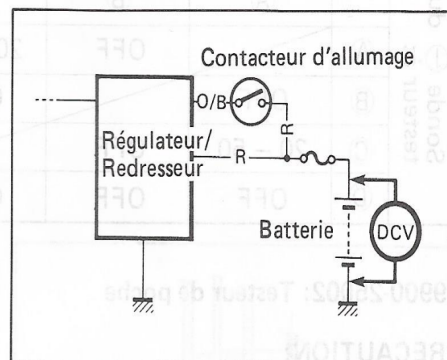 Contacteur d'allumage
O/B
R
Régulateur/
Redresseur
R
Batterie
DCV